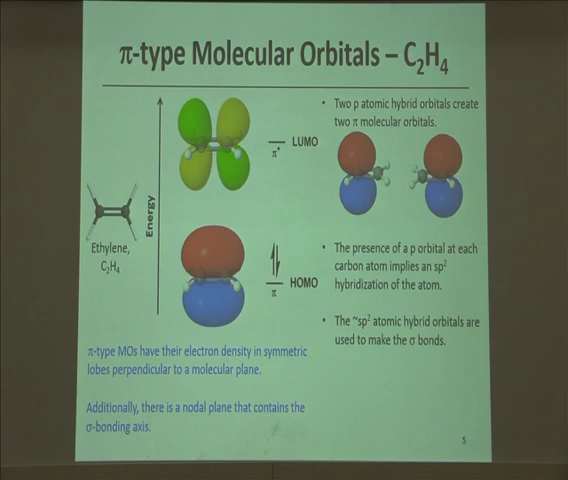 π-type Molecular Orbitals – C₂H₄
Energy
Ethylene,
C₂H₄
π*
LUMO
π
HOMO
• Two p atomic hybrid orbitals create
two π molecular orbitals.
• The presence of a p orbital at each
carbon atom implies an sp²
hybridization of the atom.
• The ~sp² atomic hybrid orbitals are
used to make the σ bonds.
π-type MOs have their electron density in symmetric
lobes perpendicular to a molecular plane.
Additionally, there is a nodal plane that contains the
σ-bonding axis.
5